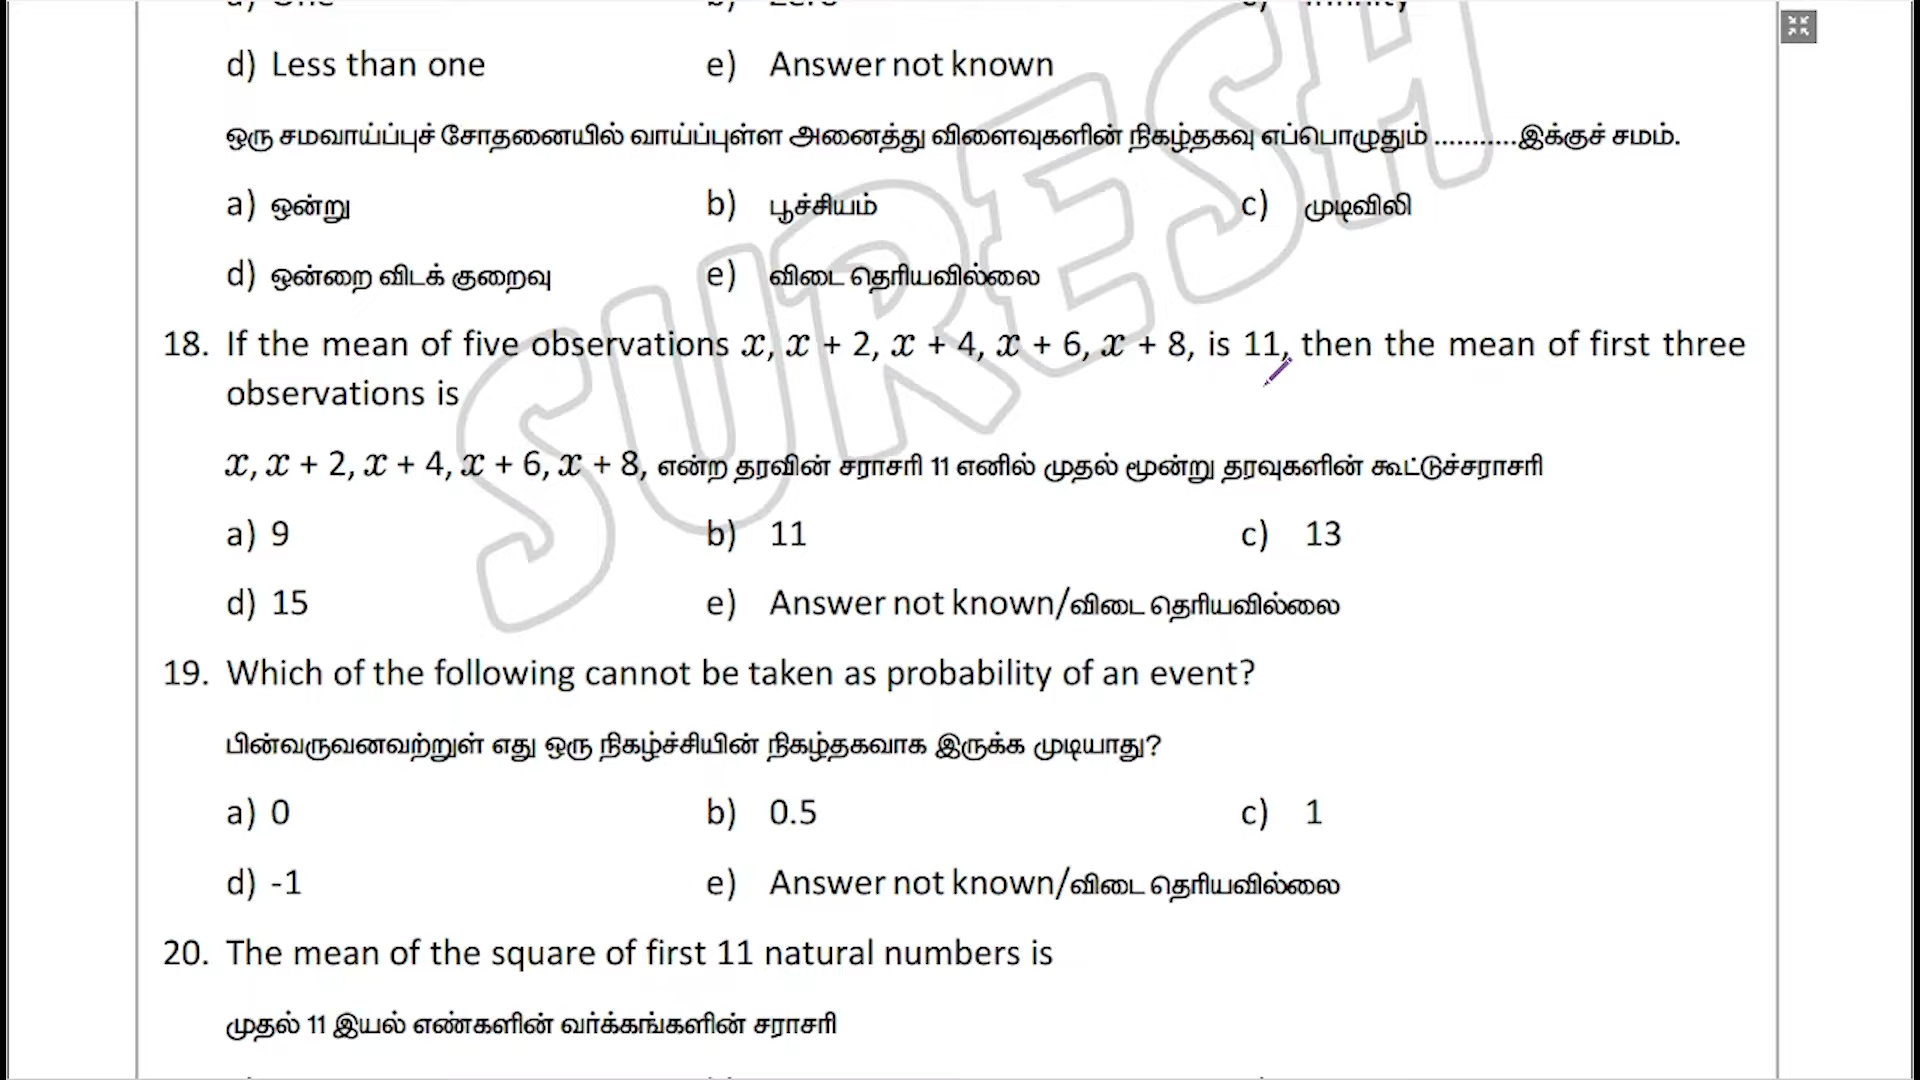 a) One b) Zero c) Infinity
d) Less than one e) Answer not known
ஒரு சமவாய்ப்புச் சோதனையில் வாய்ப்புள்ள அனைத்து விளைவுகளின் நிகழ்தகவு எப்பொழுதும் ...........இக்குச் சமம்.
a) ஒன்று b) பூச்சியம் c) முடிவிலி
d) ஒன்றை விடக் குறைவு e) விடை தெரியவில்லை
18. If the mean of five observations x, x + 2, x + 4, x + 6, x + 8, is 11, then the mean of first three
observations is
x, x + 2, x + 4, x + 6, x + 8, என்ற தரவின் சராசரி 11 எனில் முதல் மூன்று தரவுகளின் கூட்டுச்சராசரி
a) 9 b) 11 c) 13
d) 15 e) Answer not known/விடை தெரியவில்லை
19. Which of the following cannot be taken as probability of an event?
பின்வருவனவற்றுள் எது ஒரு நிகழ்ச்சியின் நிகழ்தகவாக இருக்க முடியாது?
a) 0 b) 0.5 c) 1
d) -1 e) Answer not known/விடை தெரியவில்லை
20. The mean of the square of first 11 natural numbers is
முதல் 11 இயல் எண்களின் வர்க்கங்களின் சராசரி
SURESH